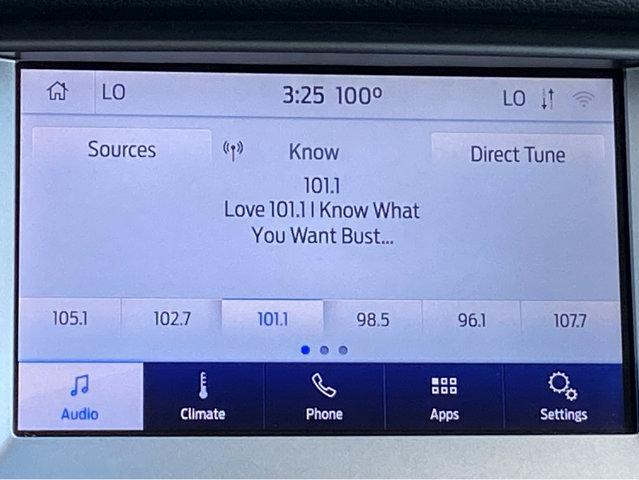 LO 3:25 100° LO
Sources Know Direct Tune
101.1
Love 101.1 I Know What
You Want Bust...
105.1 102.7 101.1 98.5 96.1 107.7
Audio Climate Phone Apps Settings